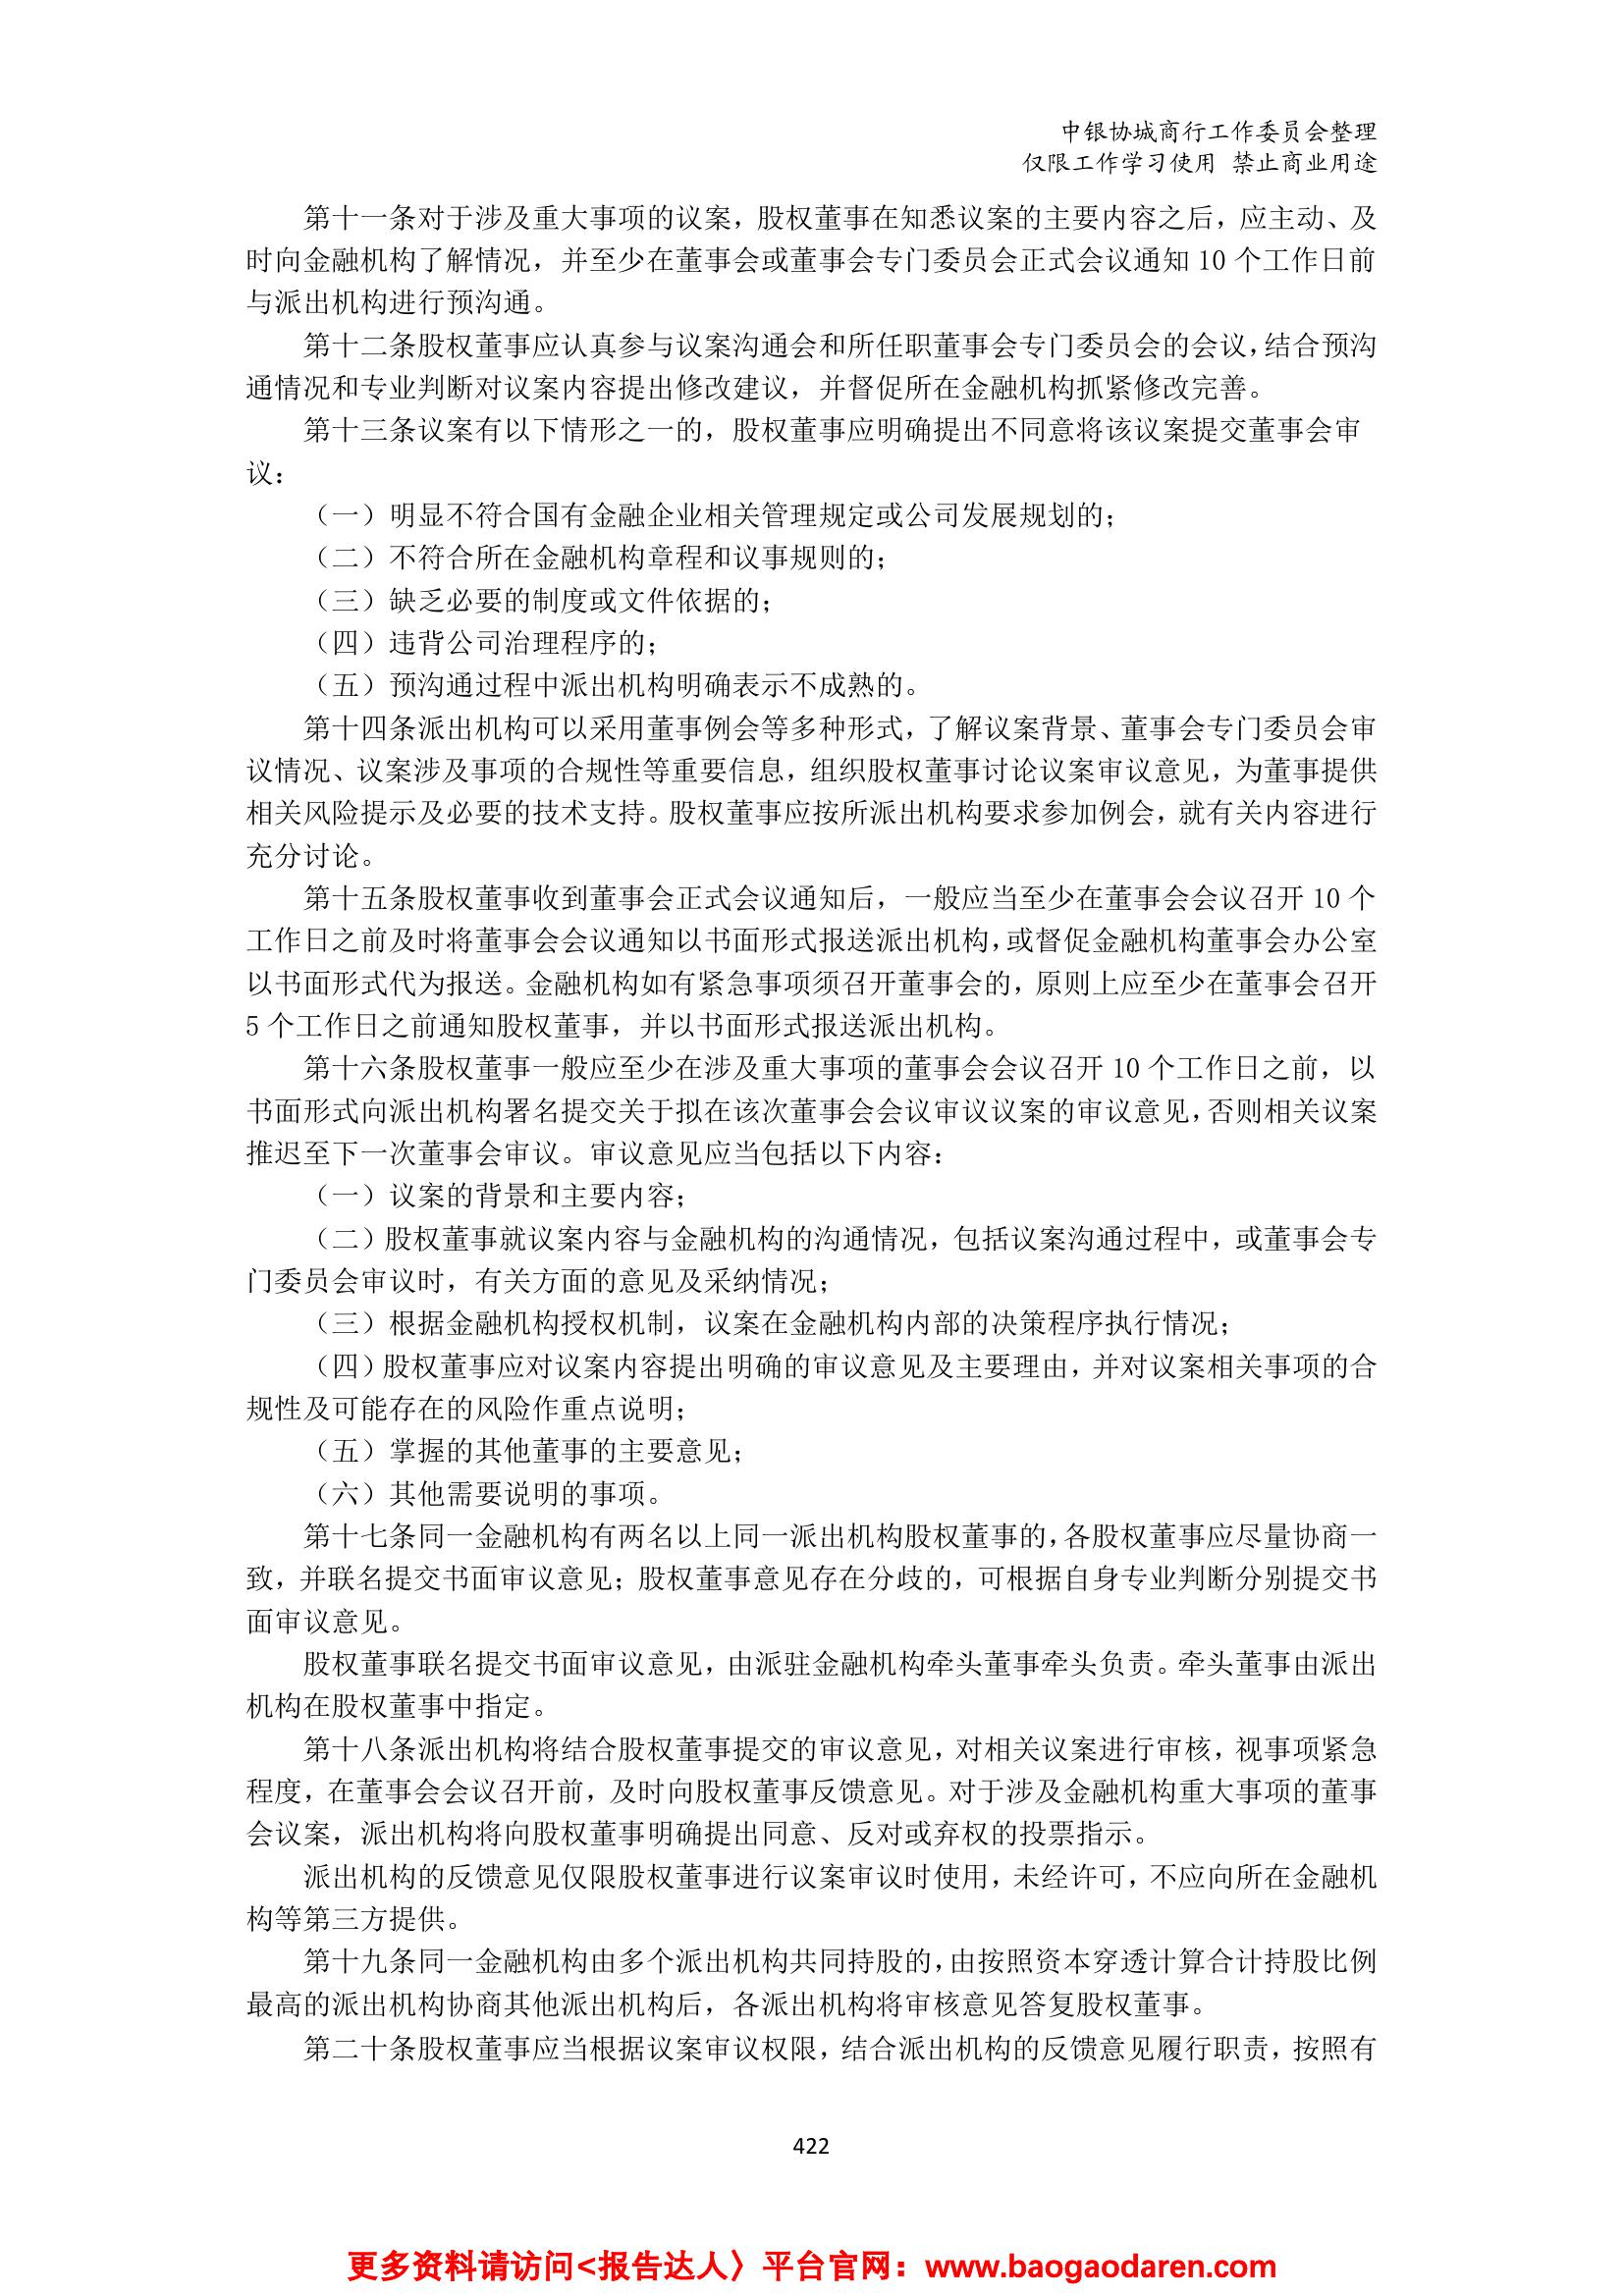 中银协城商行工作委员会整理
仅限工作学习使用 禁止商业用途
第十一条对于涉及重大事项的议案，股权董事在知悉议案的主要内容之后，应主动、及
时向金融机构了解情况，并至少在董事会或董事会专门委员会正式会议通知 10 个工作日前
与派出机构进行预沟通。
第十二条股权董事应认真参与议案沟通会和所任职董事会专门委员会的会议，结合预沟
通情况和专业判断对议案内容提出修改建议，并督促所在金融机构抓紧修改完善。
第十三条议案有以下情形之一的，股权董事应明确提出不同意将该议案提交董事会审
议：
（一）明显不符合国有金融企业相关管理规定或公司发展规划的；
（二）不符合所在金融机构章程和议事规则的；
（三）缺乏必要的制度或文件依据的；
（四）违背公司治理程序的；
（五）预沟通过程中派出机构明确表示不成熟的。
第十四条派出机构可以采用董事例会等多种形式，了解议案背景、董事会专门委员会审
议情况、议案涉及事项的合规性等重要信息，组织股权董事讨论议案审议意见，为董事提供
相关风险提示及必要的技术支持。股权董事应按所派出机构要求参加例会，就有关内容进行
充分讨论。
第十五条股权董事收到董事会正式会议通知后，一般应当至少在董事会会议召开 10 个
工作日之前及时将董事会会议通知以书面形式报送派出机构，或督促金融机构董事会办公室
以书面形式代为报送。金融机构如有紧急事项须召开董事会的，原则上应至少在董事会召开
5 个工作日之前通知股权董事，并以书面形式报送派出机构。
第十六条股权董事一般应至少在涉及重大事项的董事会会议召开 10 个工作日之前，以
书面形式向派出机构署名提交关于拟在该次董事会会议审议议案的审议意见，否则相关议案
推迟至下一次董事会审议。审议意见应当包括以下内容：
（一）议案的背景和主要内容；
（二）股权董事就议案内容与金融机构的沟通情况，包括议案沟通过程中，或董事会专
门委员会审议时，有关方面的意见及采纳情况；
（三）根据金融机构授权机制，议案在金融机构内部的决策程序执行情况；
（四）股权董事应对议案内容提出明确的审议意见及主要理由，并对议案相关事项的合
规性及可能存在的风险作重点说明；
（五）掌握的其他董事的主要意见；
（六）其他需要说明的事项。
第十七条同一金融机构有两名以上同一派出机构股权董事的，各股权董事应尽量协商一
致，并联名提交书面审议意见；股权董事意见存在分歧的，可根据自身专业判断分别提交书
面审议意见。
股权董事联名提交书面审议意见，由派驻金融机构牵头董事牵头负责。牵头董事由派出
机构在股权董事中指定。
第十八条派出机构将结合股权董事提交的审议意见，对相关议案进行审核，视事项紧急
程度，在董事会会议召开前，及时向股权董事反馈意见。对于涉及金融机构重大事项的董事
会议案，派出机构将向股权董事明确提出同意、反对或弃权的投票指示。
派出机构的反馈意见仅限股权董事进行议案审议时使用，未经许可，不应向所在金融机
构等第三方提供。
第十九条同一金融机构由多个派出机构共同持股的，由按照资本穿透计算合计持股比例
最高的派出机构协商其他派出机构后，各派出机构将审核意见答复股权董事。
第二十条股权董事应当根据议案审议权限，结合派出机构的反馈意见履行职责，按照有
422
更多资料请访问<报告达人〉平台官网：www.baogaodaren.com